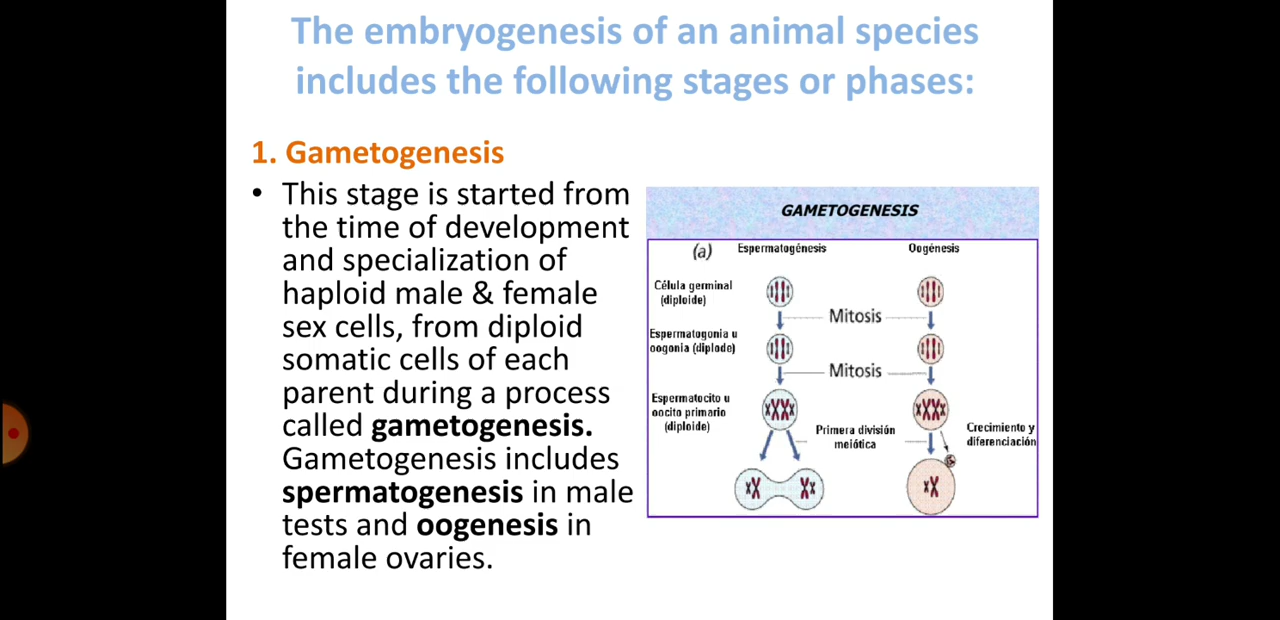 The embryogenesis of an animal species
includes the following stages or phases:
1. Gametogenesis
• This stage is started from
the time of development
and specialization of
haploid male & female
sex cells, from diploid
somatic cells of each
parent during a process
called gametogenesis.
Gametogenesis includes
spermatogenesis in male
tests and oogenesis in
female ovaries.
GAMETOGENESIS
(a)
Espermatogénesis
Oogénesis
Célula germinal
(diploide)
Mitosis
Espermatogonia u
oogonia (diplode)
Mitosis
Espermatocito u
oocito primario
(diploide)
Primera división
meiótica
Crecimiento y
diferenciación